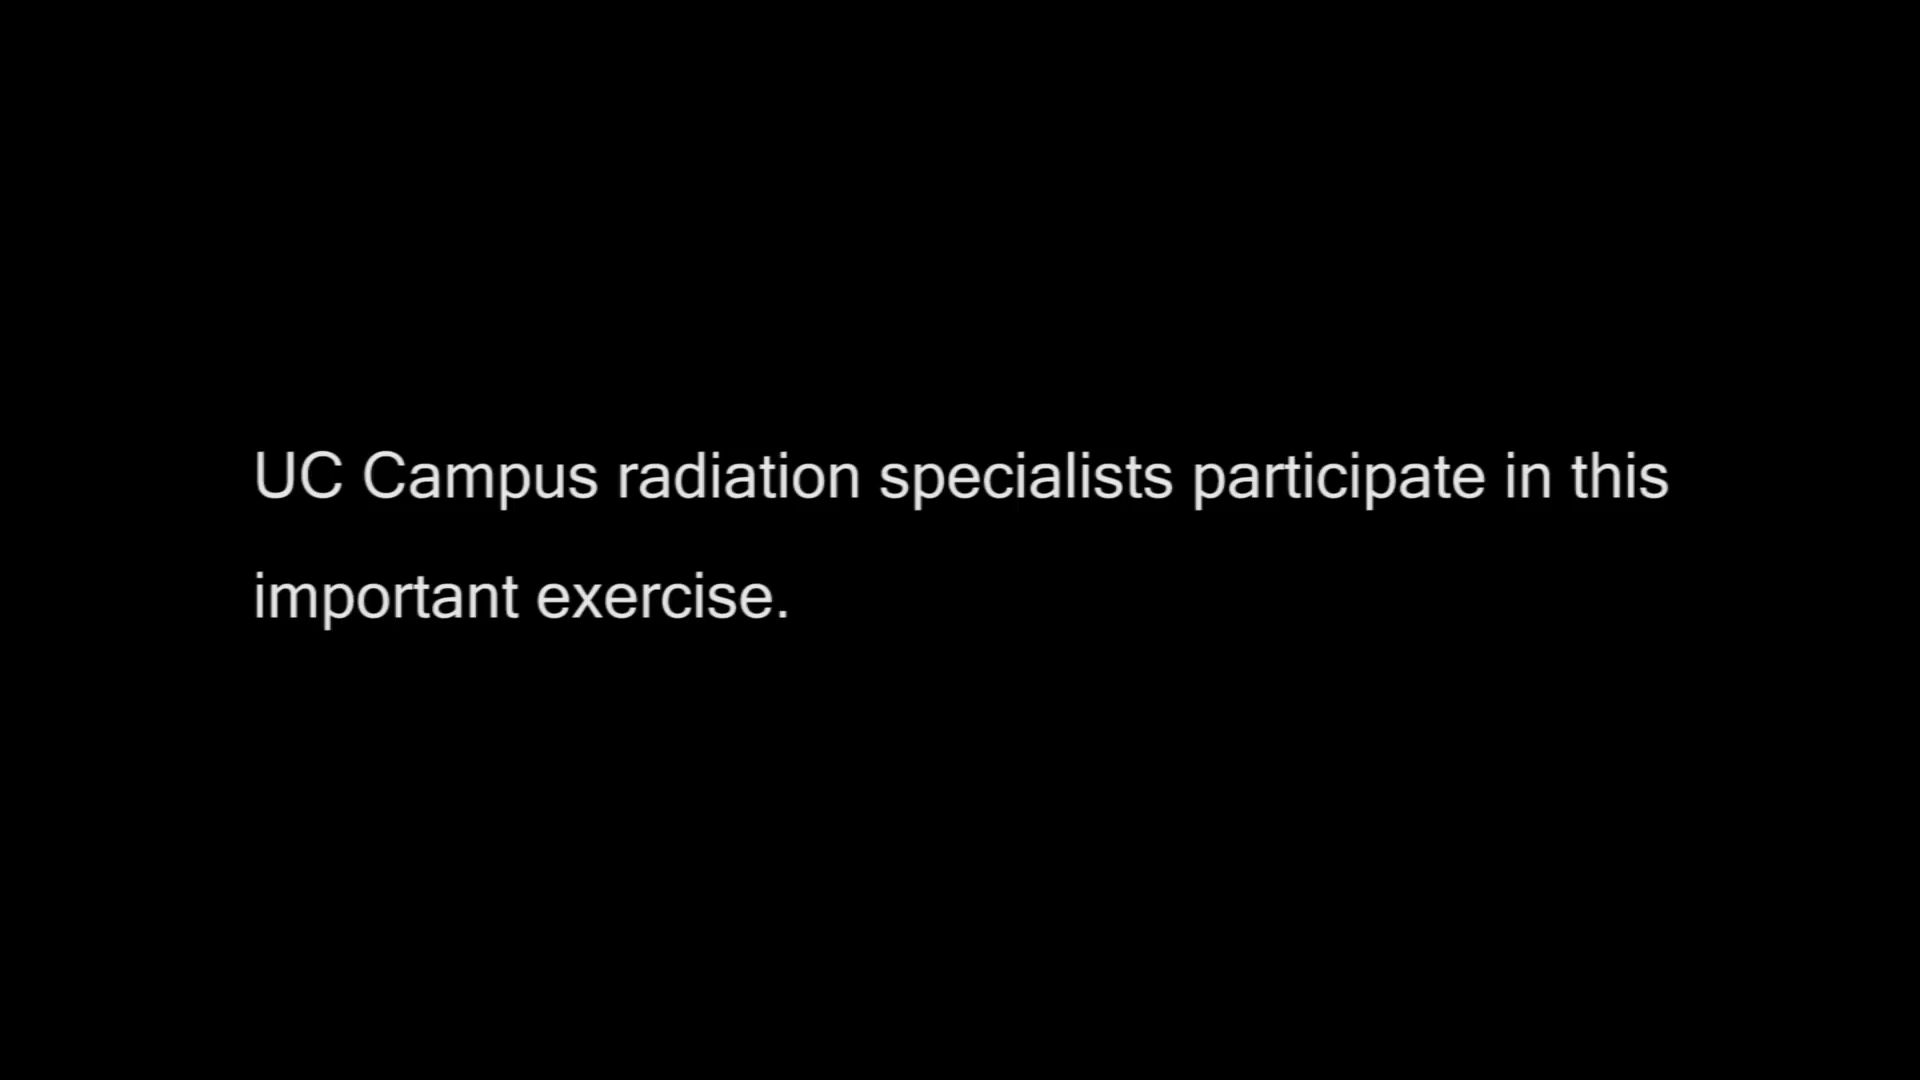 UC Campus radiation specialists participate in this
important exercise.